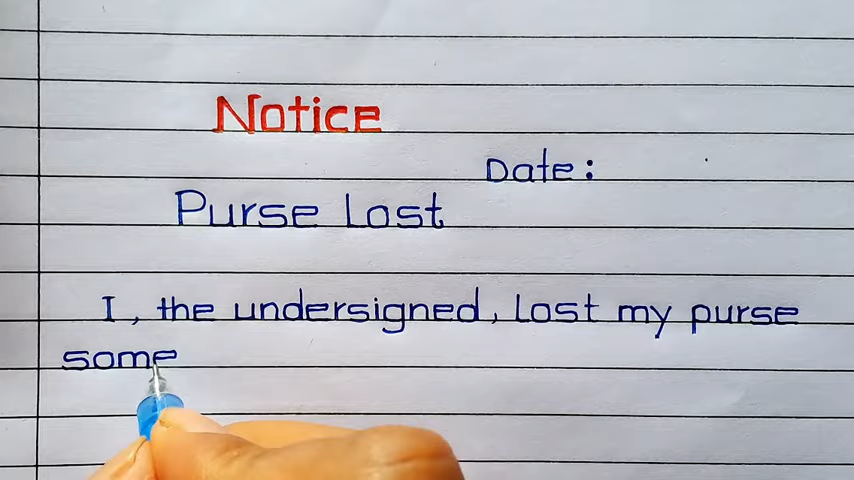 Notice
Date:
Purse Lost
I, the undersigned, lost my purse
some